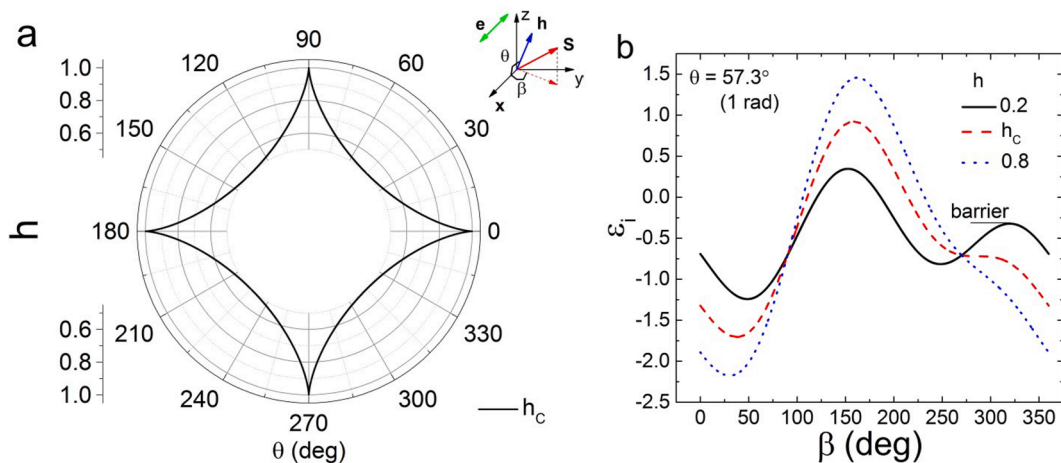 a
90
120
60
150
30
180
0
210
330
240
300
270
θ (deg)
h
1.0
0.8
0.6
0.6
0.8
1.0
h_C
e
z
h
S
θ
β
x
y
b
θ = 57.3°
(1 rad)
h
0.2
h_C
0.8
barrier
ε_i
1.5
1.0
0.5
0.0
-0.5
-1.0
-1.5
-2.0
-2.5
0 50 100 150 200 250 300 350
β (deg)